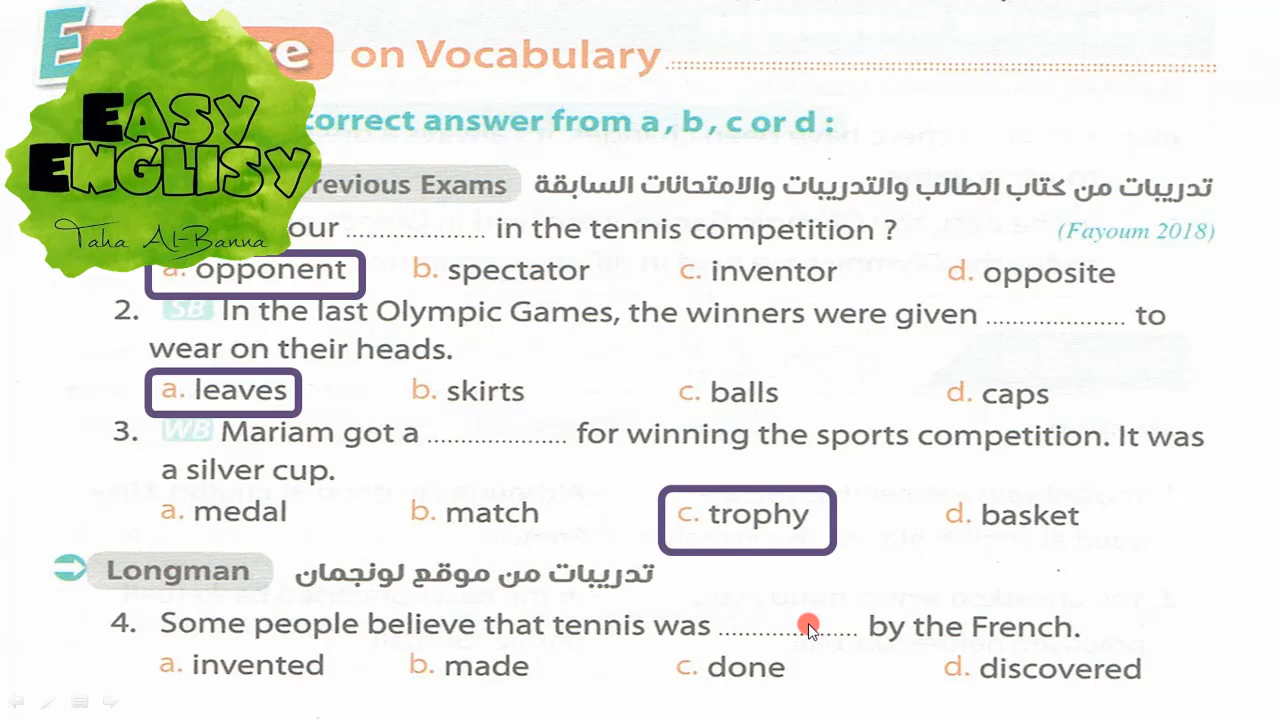 on Vocabulary
EASY
ENGLISY
Taha Al-Banna
correct answer from a , b , c or d :
Previous Exams تدريبات من كتاب الطالب والتدريبات والامتحانات السابقة
our .................... in the tennis competition ? (Fayoum 2018)
a. opponent b. spectator c. inventor d. opposite
2. SB In the last Olympic Games, the winners were given .................... to
wear on their heads.
a. leaves b. skirts c. balls d. caps
3. WB Mariam got a .................... for winning the sports competition. It was
a silver cup.
a. medal b. match c. trophy d. basket
Longman تدريبات من موقع لونجمان
4. Some people believe that tennis was .................... by the French.
a. invented b. made c. done d. discovered